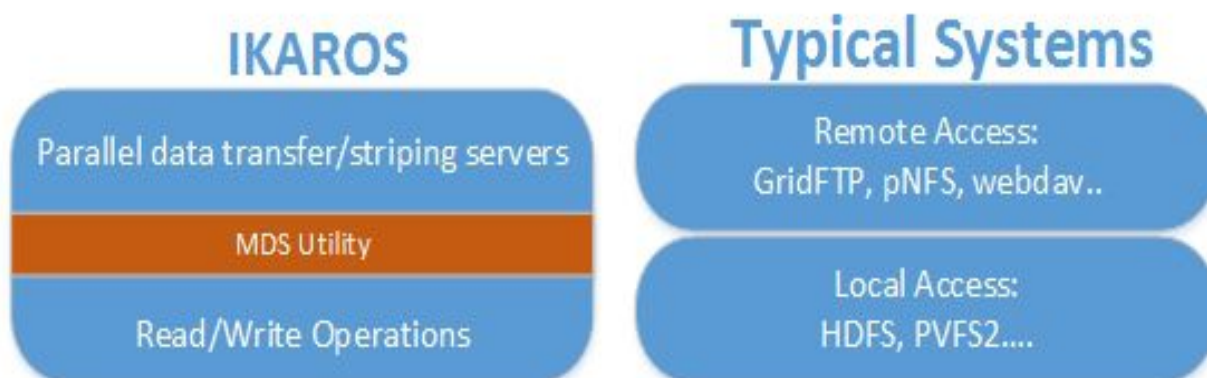 IKAROS
Parallel data transfer/striping servers
MDS Utility
Read/Write Operations
Typical Systems
Remote Access:
GridFTP, pNFS, webdav..
Local Access:
HDFS, PVFS2....